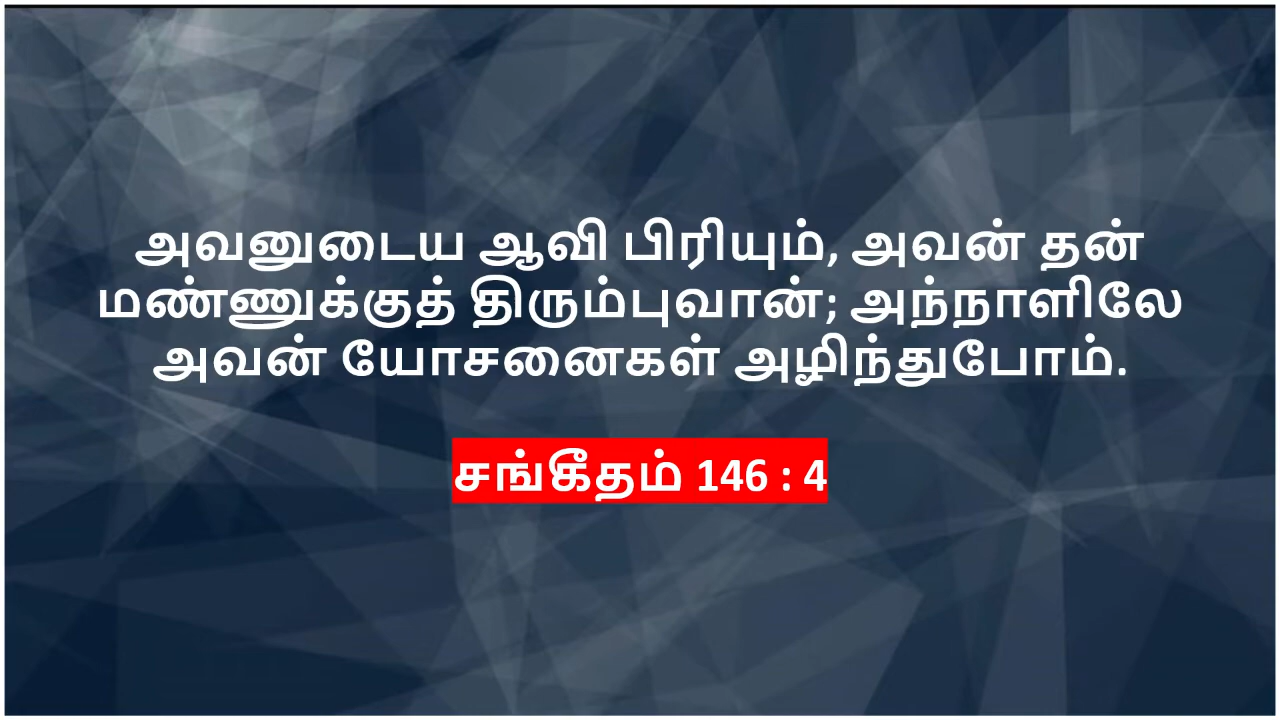 அவனுடைய ஆவி பிரியும், அவன் தன்
மண்ணுக்குத் திரும்புவான்; அந்நாளிலே
அவன் யோசனைகள் அழிந்துபோம்.
சங்கீதம் 146 : 4